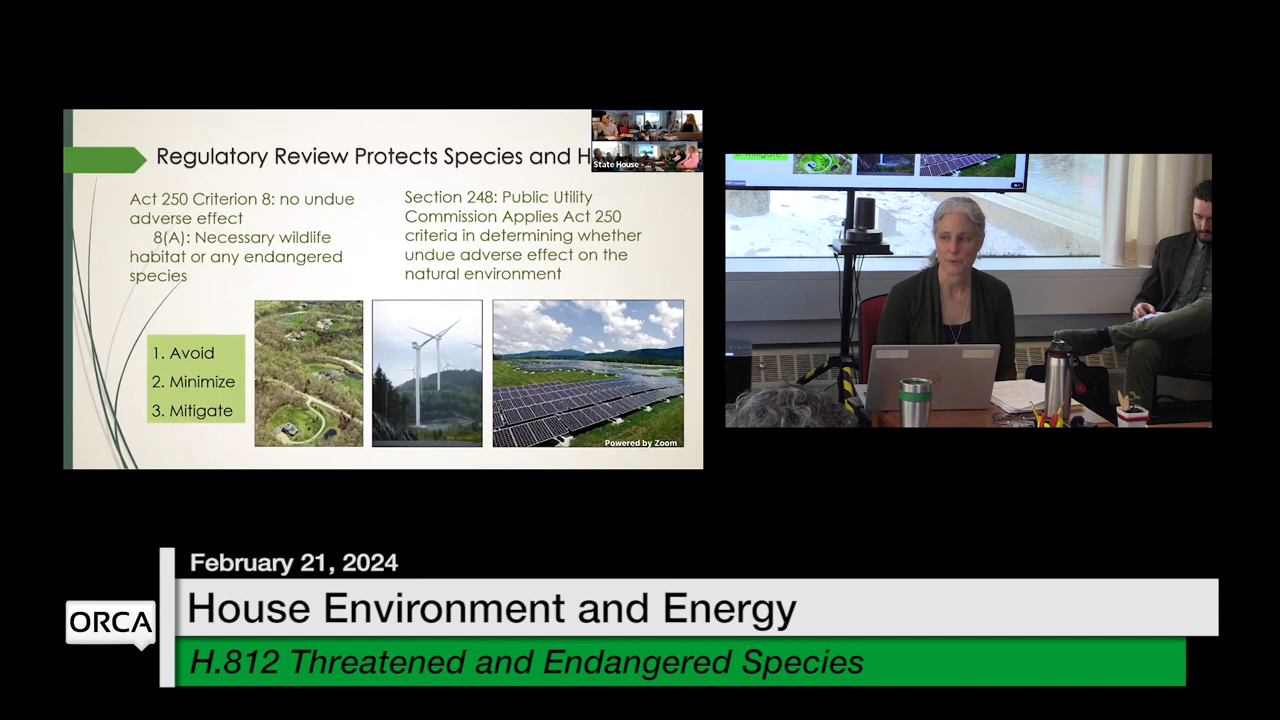 Regulatory Review Protects Species and H
State House -
Act 250 Criterion 8: no undue
adverse effect
8(A): Necessary wildlife
habitat or any endangered
species
Section 248: Public Utility
Commission Applies Act 250
criteria in determining whether
undue adverse effect on the
natural environment
1. Avoid
2. Minimize
3. Mitigate
Powered by Zoom
February 21, 2024
ORCA
House Environment and Energy
H.812 Threatened and Endangered Species